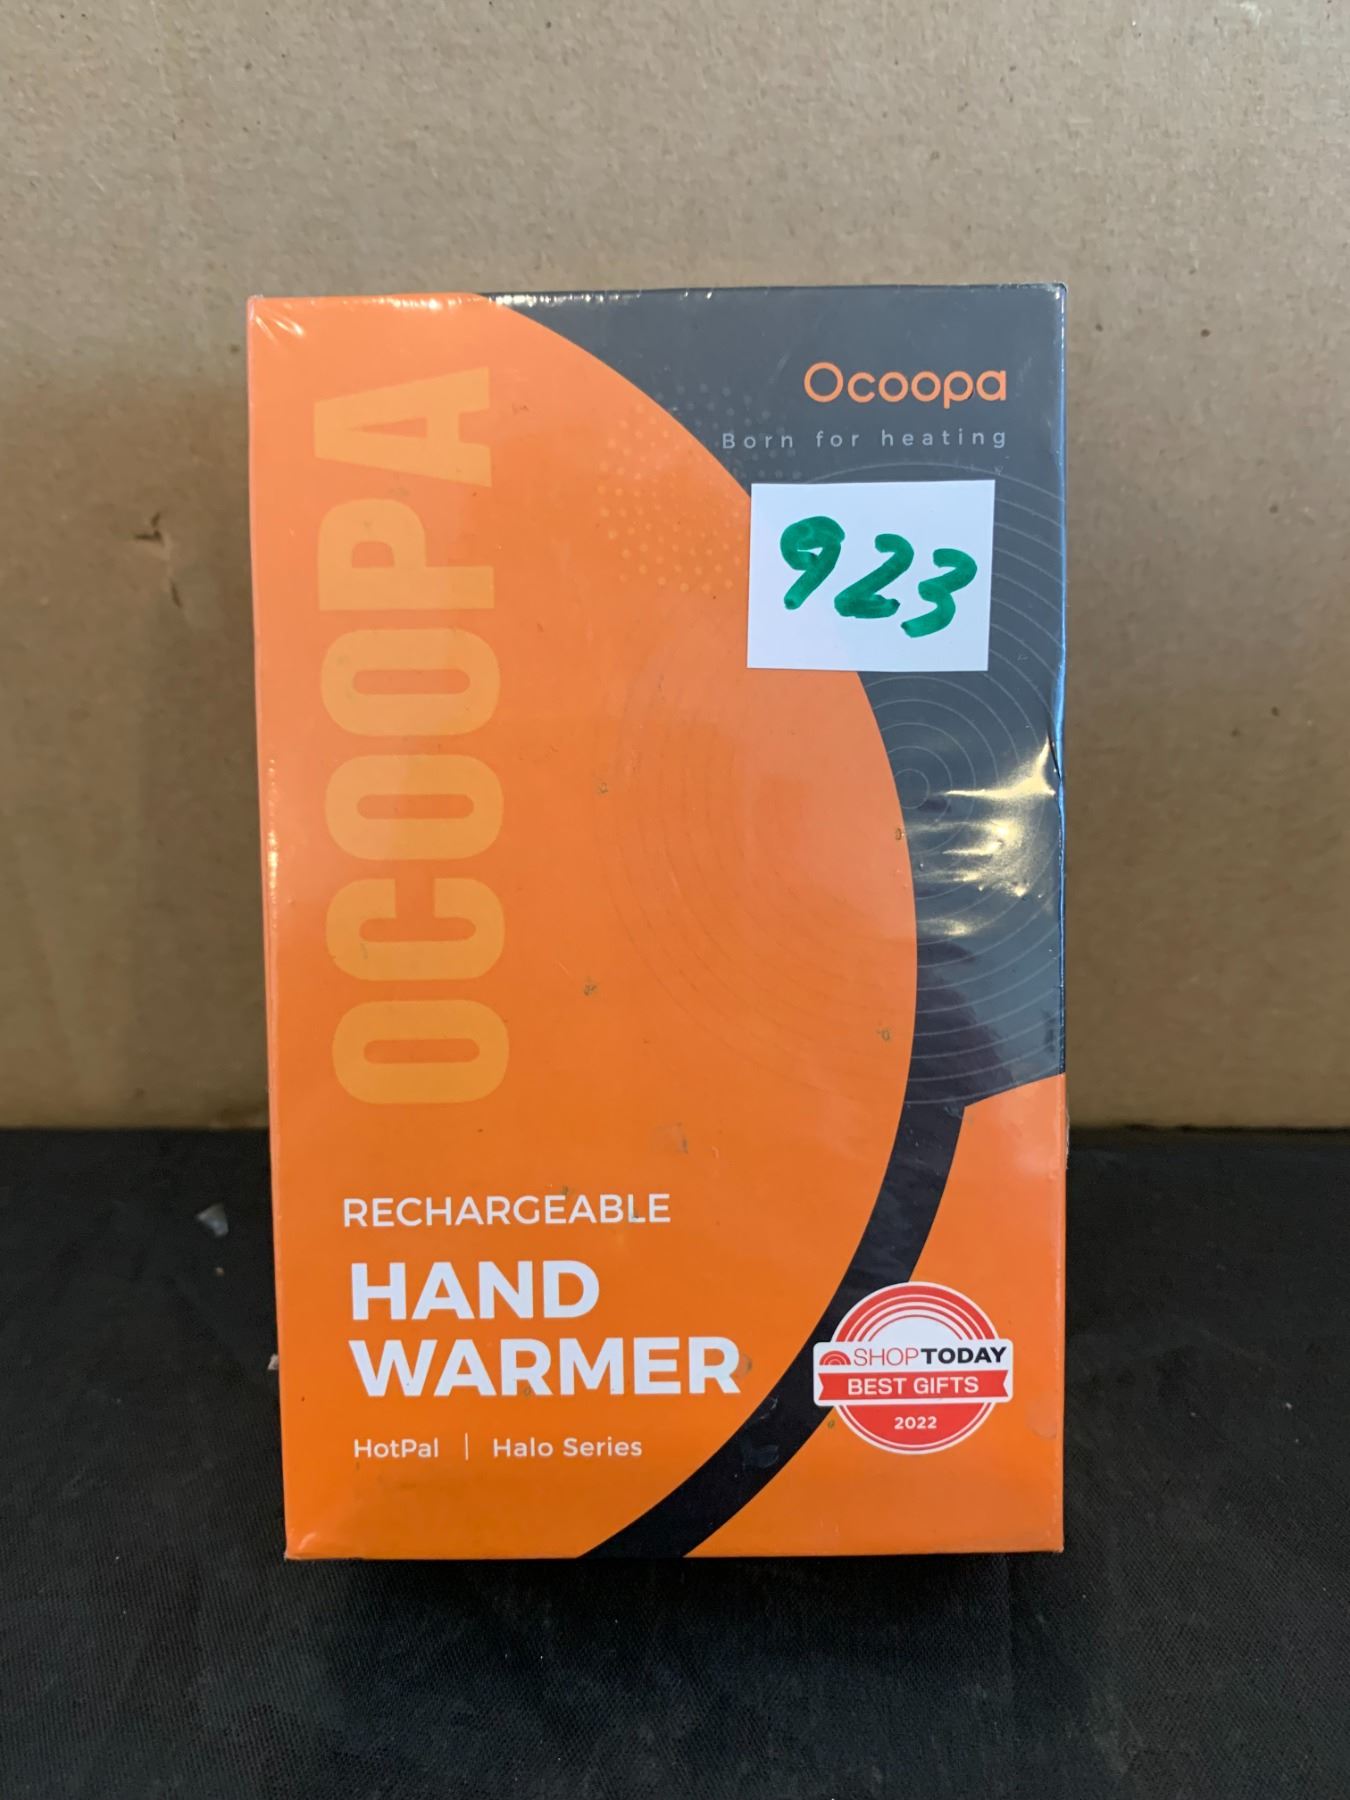 Ocoopa
Born for heating
923
OCOOPA
RECHARGEABLE
HAND
WARMER
HotPal | Halo Series
SHOPTODAY
BEST GIFTS
2022